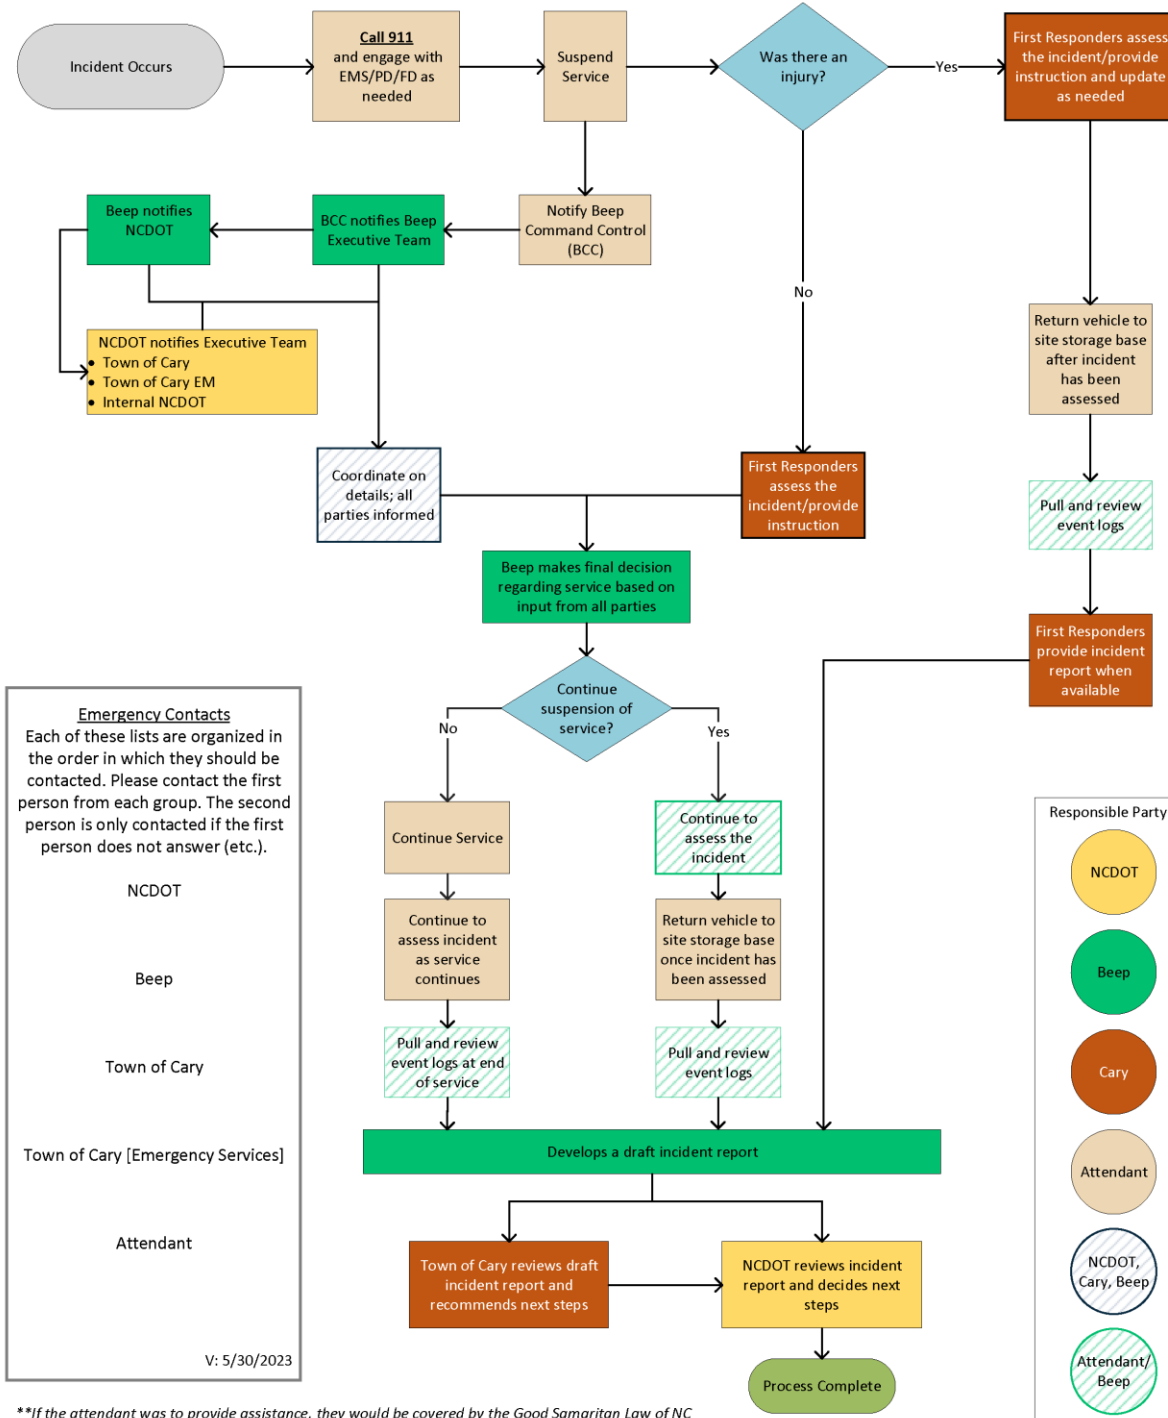 Incident Occurs
Call 911
and engage with
EMS/PD/FD as
needed
Suspend
Service
Was there an
injury?
Yes
First Responders assess
the incident/provide
instruction and update
as needed
Beep notifies
NCDOT
BCC notifies Beep
Executive Team
Notify Beep
Command Control
(BCC)
No
NCDOT notifies Executive Team
• Town of Cary
• Town of Cary EM
• Internal NCDOT
Return vehicle to
site storage base
after incident
has been
assessed
Coordinate on
details; all
parties informed
First Responders
assess the
incident/provide
instruction
Pull and review
event logs
Beep makes final decision
regarding service based on
input from all parties
First Responders
provide incident
report when
available
Continue
suspension of
service?
No
Yes
Emergency Contacts
Each of these lists are organized in
the order in which they should be
contacted. Please contact the first
person from each group. The second
person is only contacted if the first
person does not answer (etc.).
NCDOT
Beep
Town of Cary
Town of Cary [Emergency Services]
Attendant
V: 5/30/2023
Continue Service
Continue to
assess the
incident
Continue to
assess incident
as service
continues
Return vehicle to
site storage base
once incident has
been assessed
Pull and review
event logs at end
of service
Pull and review
event logs
Develops a draft incident report
Town of Cary reviews draft
incident report and
recommends next steps
NCDOT reviews incident
report and decides next
steps
Process Complete
Responsible Party
NCDOT
Beep
Cary
Attendant
NCDOT,
Cary, Beep
Attendant/
Beep
**If the attendant was to provide assistance, they would be covered by the Good Samaritan Law of NC